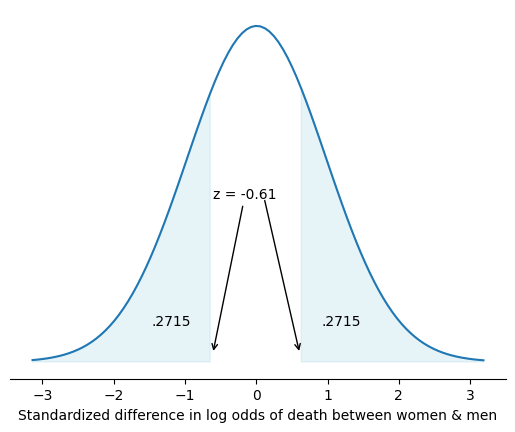 z = -0.61
.2715 .2715
−3 −2 −1 0 1 2 3
Standardized difference in log odds of death between women & men